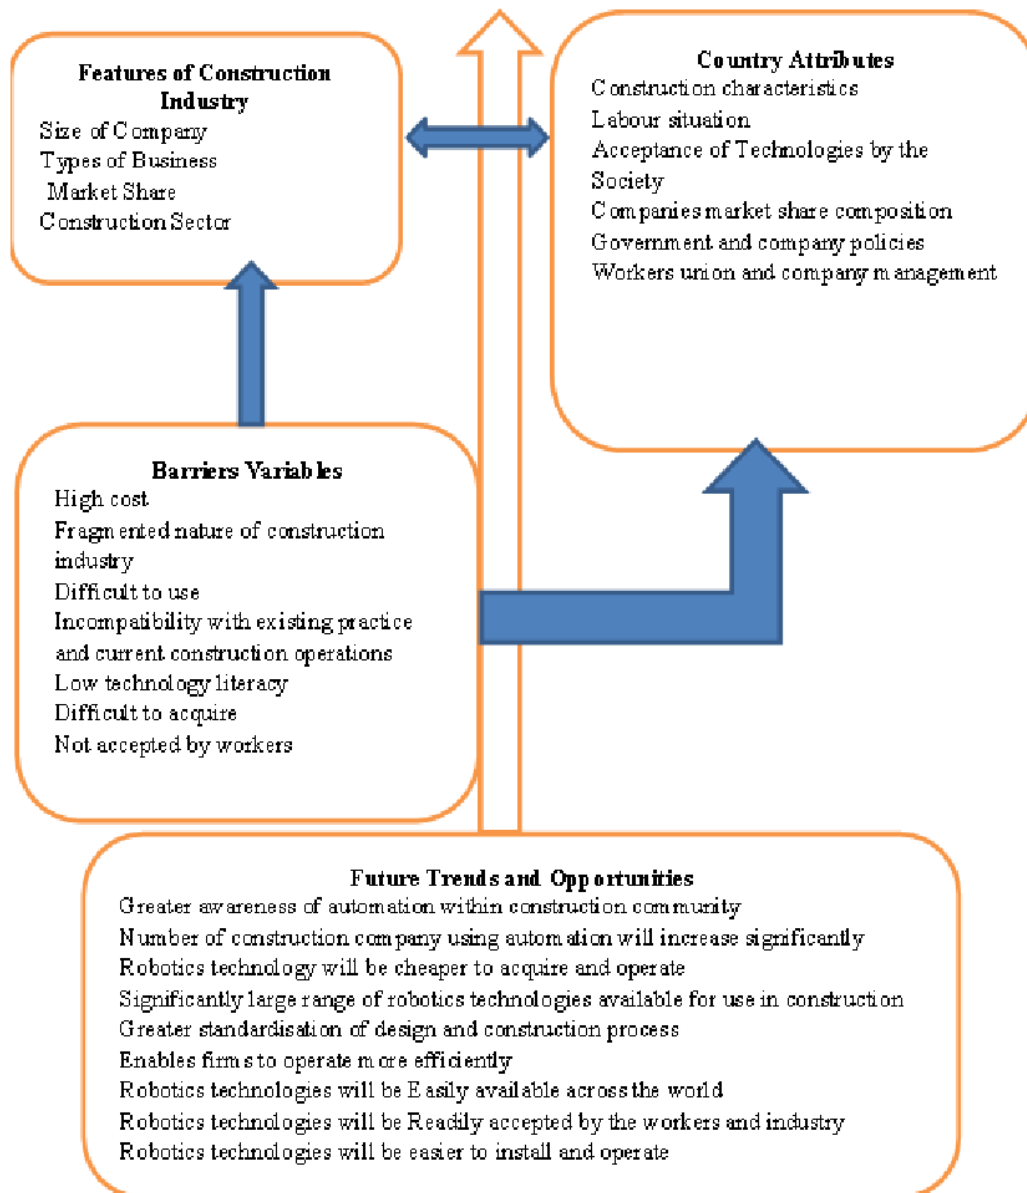 Features of Construction
Industry
Size of Company
Types of Business
Market Share
Construction Sector
Country Attributes
Construction characteristics
Labour situation
Acceptance of Technologies by the
Society
Companies market share composition
Government and company policies
Workers union and company management
Barriers Variables
High cost
Fragmented nature of construction
industry
Difficult to use
Incompatibility with existing practice
and current construction operations
Low technology literacy
Difficult to acquire
Not accepted by workers
Future Trends and Opportunities
Greater awareness of automation within construction community
Number of construction company using automation will increase significantly
Robotics technology will be cheaper to acquire and operate
Significantly large range of robotics technologies available for use in construction
Greater standardisation of design and construction process
Enables firms to operate more efficiently
Robotics technologies will be Easily available across the world
Robotics technologies will be Readily accepted by the workers and industry
Robotics technologies will be easier to install and operate